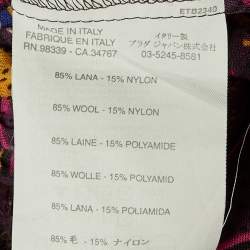 ETB2340
MADE IN ITALY
FABRIQUE EN ITALY
RN.98339 - CA.34767
イタリー製
プラダ ジャパン株式会社
03-5245-8581
85% LANA - 15% NYLON
85% WOOL - 15% NYLON
85% LAINE - 15% POLYAMIDE
85% WOLLE - 15% POLYAMID
85% LANA - 15% POLIAMIDA
85% 毛 - 15% ナイロン